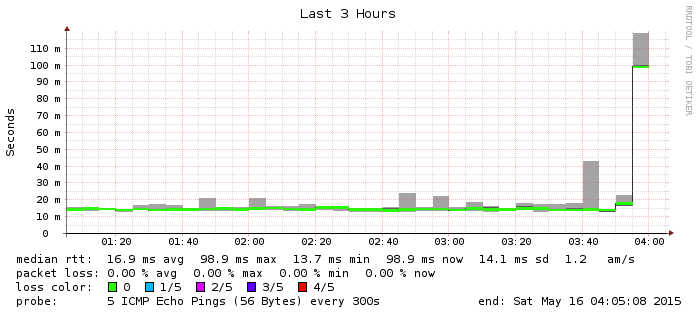 Last 3 Hours
RRDTOOL / TOBI OETIKER
Seconds
110 m
100 m
90 m
80 m
70 m
60 m
50 m
40 m
30 m
20 m
10 m
0
01:20 01:40 02:00 02:20 02:40 03:00 03:20 03:40 04:00
median rtt: 16.9 ms avg 98.9 ms max 13.7 ms min 98.9 ms now 14.1 ms sd 1.2 am/s
packet loss: 0.00 % avg 0.00 % max 0.00 % min 0.00 % now
loss color: 0 1/5 2/5 3/5 4/5
probe: 5 ICMP Echo Pings (56 Bytes) every 300s end: Sat May 16 04:05:08 2015